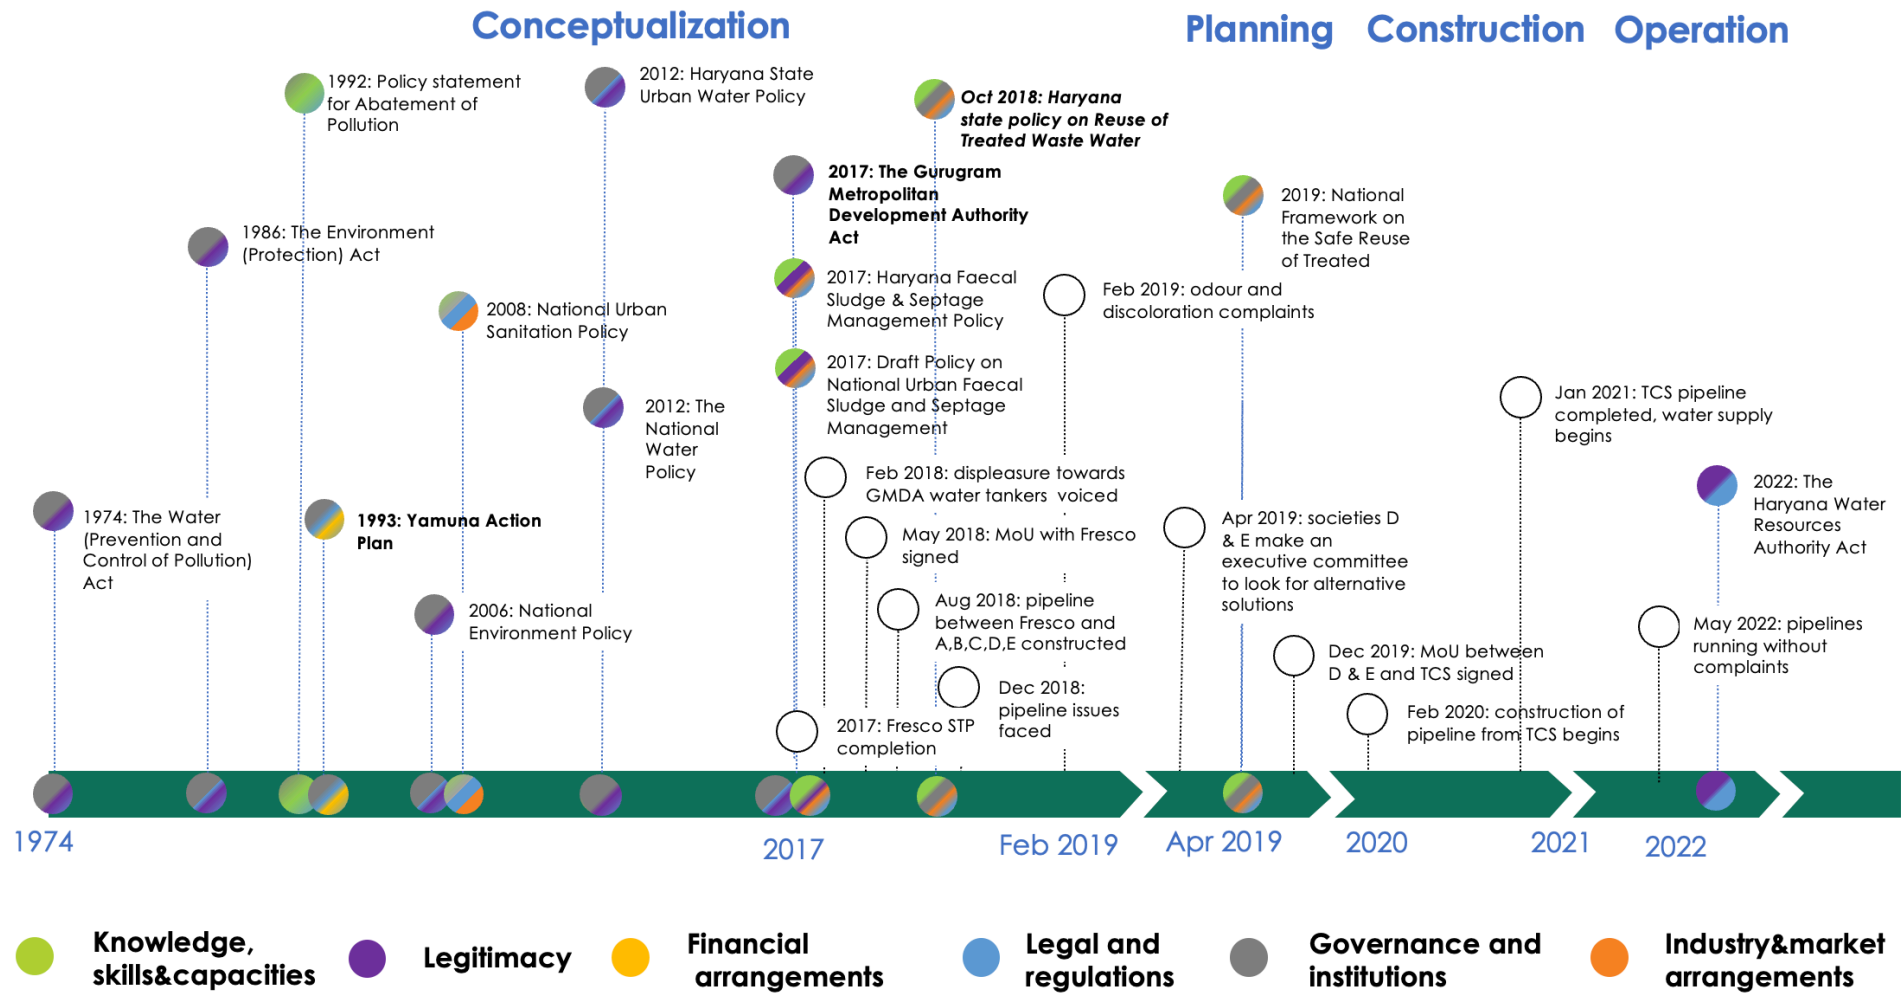 Conceptualization
Planning
Construction
Operation
1992: Policy statement
for Abatement of
Pollution
2012: Haryana State
Urban Water Policy
Oct 2018: Haryana
state policy on Reuse of
Treated Waste Water
2017: The Gurugram
Metropolitan
Development Authority
Act
2019: National
Framework on
the Safe Reuse
of Treated
1986: The Environment
(Protection) Act
2017: Haryana Faecal
Sludge & Septage
Management Policy
Feb 2019: odour and
discoloration complaints
2008: National Urban
Sanitation Policy
2017: Draft Policy on
National Urban Faecal
Sludge and Septage
Management
Jan 2021: TCS pipeline
completed, water supply
begins
2012: The
National
Water
Policy
Feb 2018: displeasure towards
GMDA water tankers voiced
2022: The
Haryana Water
Resources
Authority Act
1974: The Water
(Prevention and
Control of Pollution)
Act
1993: Yamuna Action
Plan
May 2018: MoU with Fresco
signed
Apr 2019: societies D
& E make an
executive committee
to look for alternative
solutions
2006: National
Environment Policy
Aug 2018: pipeline
between Fresco and
A,B,C,D,E constructed
May 2022: pipelines
running without
complaints
Dec 2019: MoU between
D & E and TCS signed
Dec 2018:
pipeline issues
faced
2017: Fresco STP
completion
Feb 2020: construction of
pipeline from TCS begins
1974
2017
Feb 2019
Apr 2019
2020
2021
2022
Knowledge,
skills&capacities
Legitimacy
Financial
arrangements
Legal and
regulations
Governance and
institutions
Industry&market
arrangements